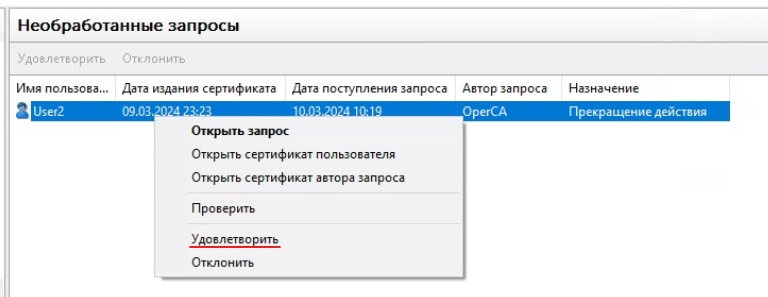 Необработанные запросы
Удовлетворить Отклонить
Имя пользова... Дата издания сертификата Дата поступления запроса Автор запроса Назначение
User2 09.03.2024 23:23 10.03.2024 10:19 OperCA Прекращение действия
Открыть запрос
Открыть сертификат пользователя
Открыть сертификат автора запроса
Проверить
Удовлетворить
Отклонить